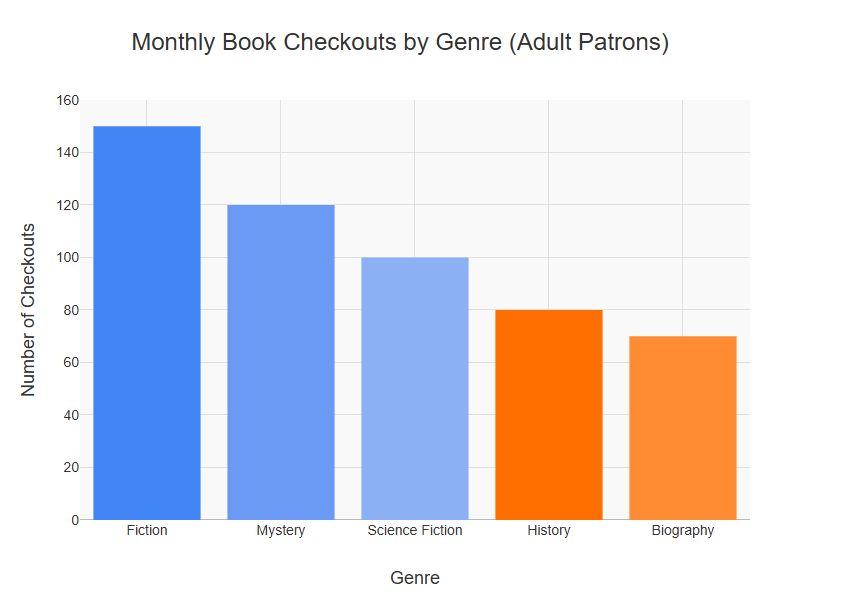 Monthly Book Checkouts by Genre (Adult Patrons)
Number of Checkouts
160
140
120
100
80
60
40
20
0
Fiction Mystery Science Fiction History Biography
Genre